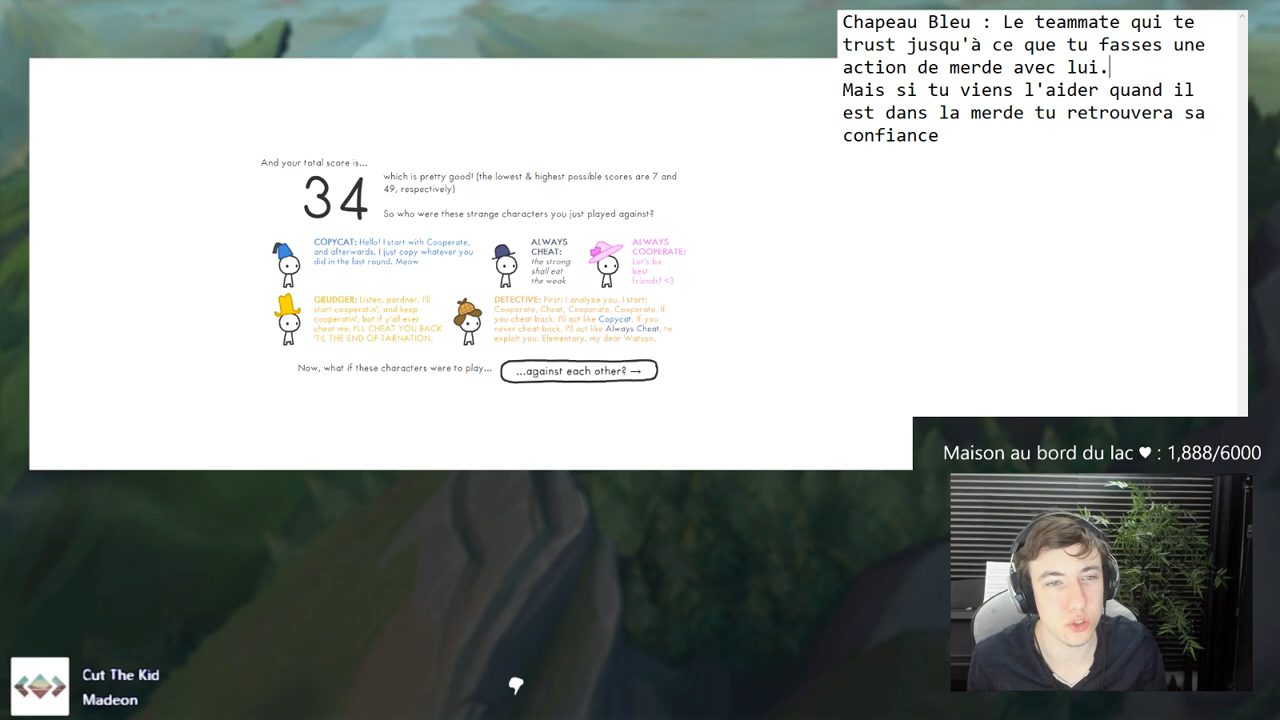 Chapeau Bleu : Le teammate qui te
trust jusqu'à ce que tu fasses une
action de merde avec lui.
Mais si tu viens l'aider quand il
est dans la merde tu retrouvera sa
confiance
And your total score is...
34
which is pretty good! (the lowest & highest possible scores are 7 and
49, respectively)
So who were these strange characters you just played against?
COPYCAT: Hello! I start with Cooperate,
and afterwards, I just copy whatever you
did in the last round. Meow
ALWAYS
CHEAT:
the strong
shall eat
the weak
ALWAYS
COOPERATE:
Let's be
best
friends! <3
GRUDGER: Listen, pardner. I'll
start cooperatin', and keep
cooperatin', but if y'all ever
cheat me, I'LL CHEAT YOU BACK
'TIL THE END OF TARNATION.
DETECTIVE: First: I analyze you. I start:
Cooperate, Cheat, Cooperate, Cooperate. If
you cheat back, I'll act like Copycat. If you
never cheat back, I'll act like Always Cheat, to
exploit you. Elementary, my dear Watson.
Now, what if these characters were to play...
...against each other? →
Maison au bord du lac ♥ : 1,888/6000
Cut The Kid
Madeon